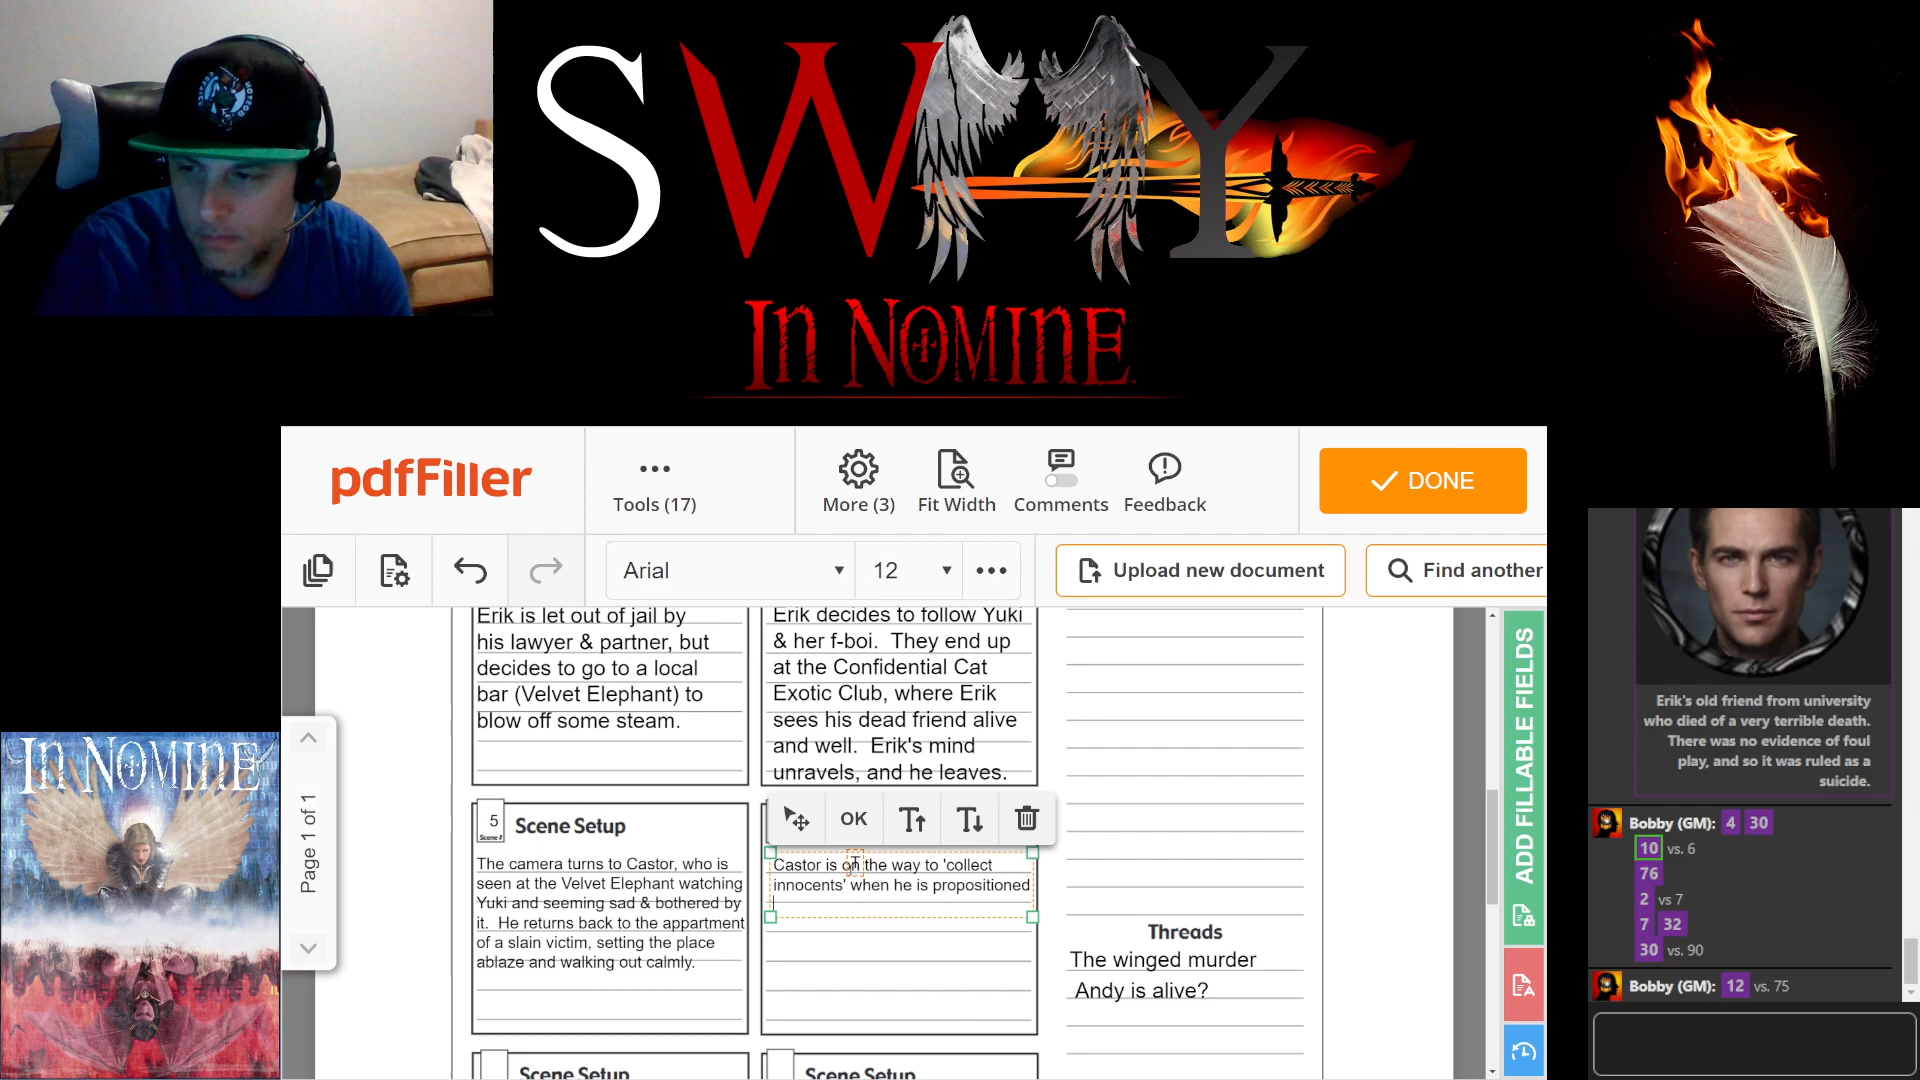 SWAY
IN NOMINE
pdfFiller
Tools (17)
More (3)
Fit Width
Comments
Feedback
DONE
Arial
12
Upload new document
Find another
Erik is let out of jail by
his lawyer & partner, but
decides to go to a local
bar (Velvet Elephant) to
blow off some steam.
Erik decides to follow Yuki
& her f-boi. They end up
at the Confidential Cat
Exotic Club, where Erik
sees his dead friend alive
and well. Erik's mind
unravels, and he leaves.
OK
5
Scene #
Scene Setup
The camera turns to Castor, who is
seen at the Velvet Elephant watching
Yuki and seeming sad & bothered by
it. He returns back to the appartment
of a slain victim, setting the place
ablaze and walking out calmly.
Castor is on the way to 'collect
innocents' when he is propositioned
Scene Setup
Scene Setup
Threads
The winged murder
Andy is alive?
Page 1 of 1
ADD FILLABLE FIELDS
IN NOMINE
Erik's old friend from university
who died of a very terrible death.
There was no evidence of foul
play, and so it was ruled as a
suicide.
Bobby (GM): 4 30
10 vs. 6
76
2 vs 7
7 32
30 vs. 90
Bobby (GM): 12 vs. 75